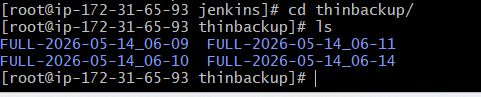 [root@ip-172-31-65-93 jenkins]# cd thinbackup/
[root@ip-172-31-65-93 thinbackup]# ls
FULL-2026-05-14_06-09  FULL-2026-05-14_06-11
FULL-2026-05-14_06-10  FULL-2026-05-14_06-14
[root@ip-172-31-65-93 thinbackup]#